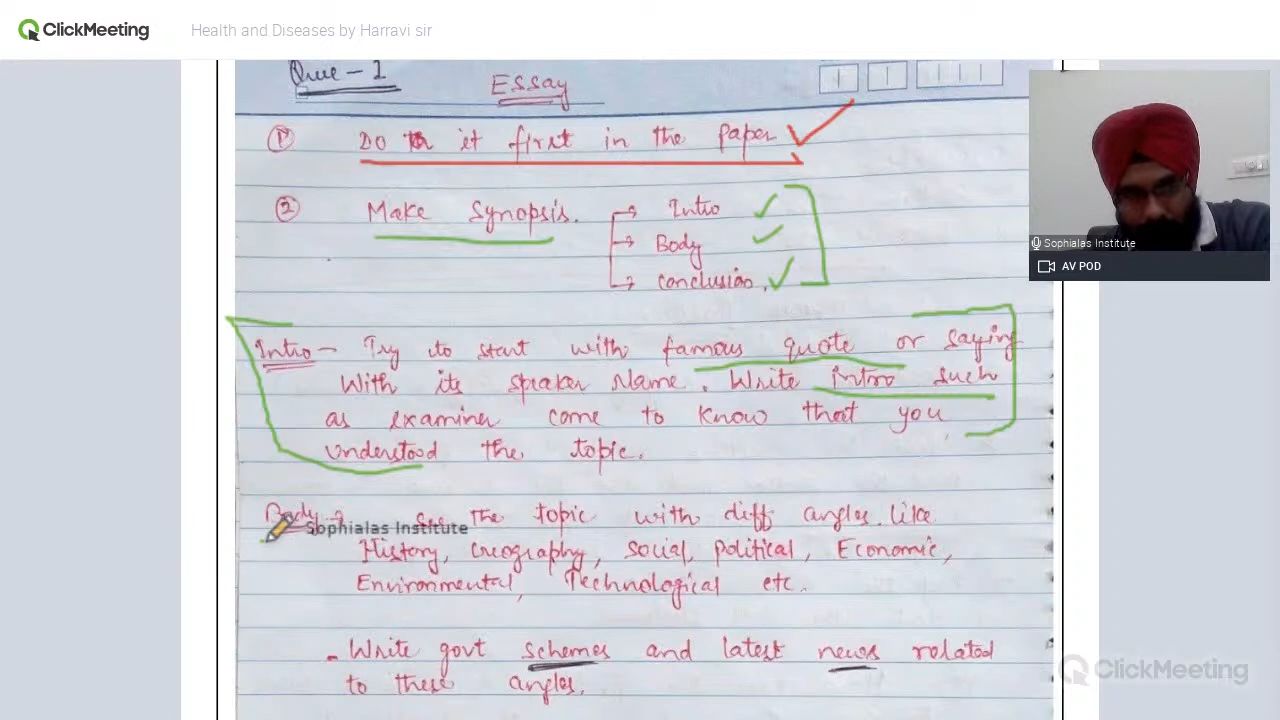 ClickMeeting
Health and Diseases by Harravi sir
Que - 1
Essay
① Do it first in the paper
② Make Synopsis.
Intro
Body
Conclusion.
Intro - Try to start with famous quote or saying
With its speaker Name. Write intro such
as examiner come to know that you
understood the topic.
Body → See the topic with diff angles. like
SophiaIas Institute
History, Geography, Social, Political, Economic,
Environmental, Technological etc.
- Write govt schemes and latest news related
to these angles.
SophiaIas Institute
AV POD
ClickMeeting